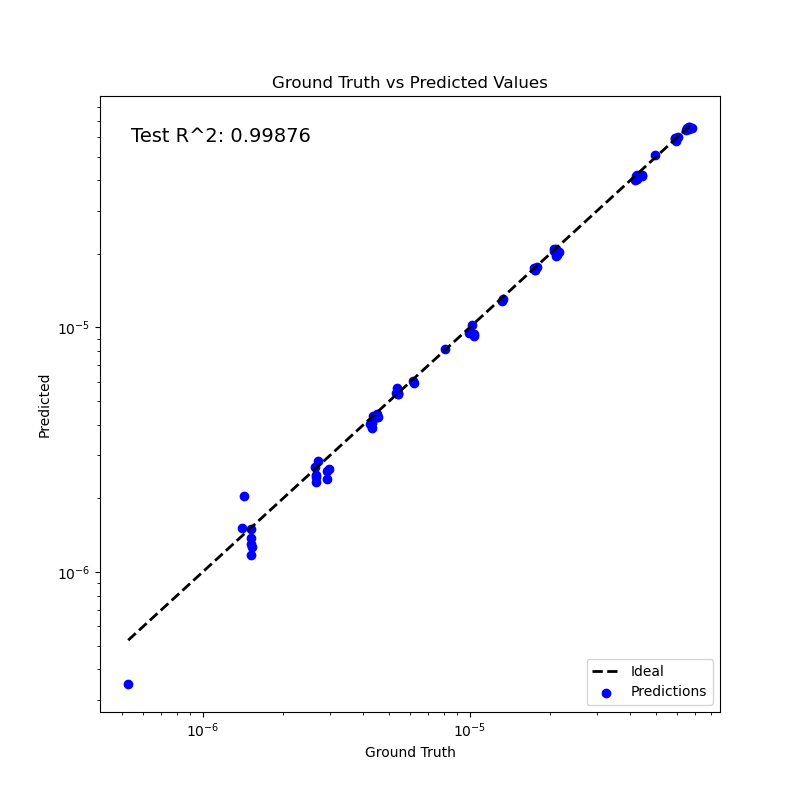 Ground Truth vs Predicted Values
Test R^2: 0.99876
Predicted
10⁻⁵
10⁻⁶
Ideal
Predictions
10⁻⁶
10⁻⁵
Ground Truth